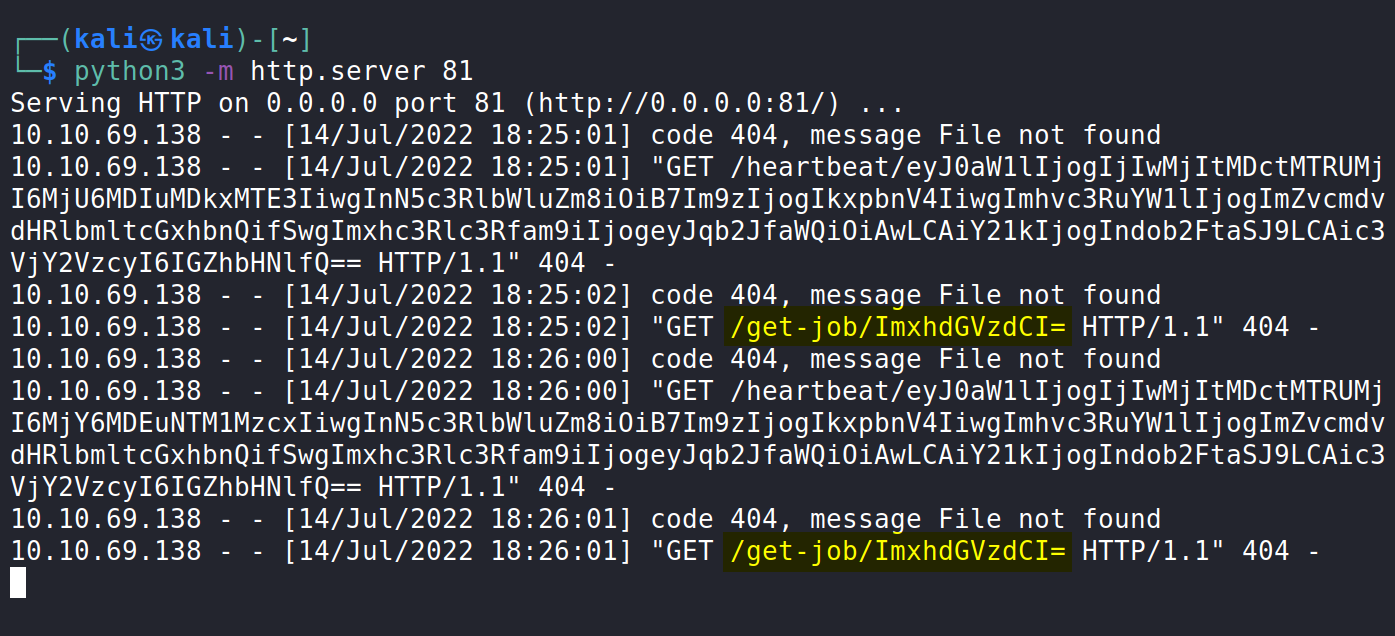 ┌──(kali㉿kali)-[~]
└─$ python3 -m http.server 81
Serving HTTP on 0.0.0.0 port 81 (http://0.0.0.0:81/) ...
10.10.69.138 - - [14/Jul/2022 18:25:01] code 404, message File not found
10.10.69.138 - - [14/Jul/2022 18:25:01] "GET /heartbeat/eyJ0aW1lIjogIjIwMjItMDctMTRUMj
I6MjU6MDIuMDkxMTE3IiwgInN5c3RlbWluZm8iOiB7Im9zIjogIkxpbnV4IiwgImhvc3RuYW1lIjogImZvcmdv
dHRlbmltcGxhbnQifSwgImxhc3Rlc3Rfam9iIjogeyJqb2JfaWQiOiAwLCAiY21kIjogIndob2FtaSJ9LCAic3
VjY2VzcyI6IGZhbHNlfQ== HTTP/1.1" 404 -
10.10.69.138 - - [14/Jul/2022 18:25:02] code 404, message File not found
10.10.69.138 - - [14/Jul/2022 18:25:02] "GET /get-job/ImxhdGVzdCI= HTTP/1.1" 404 -
10.10.69.138 - - [14/Jul/2022 18:26:00] code 404, message File not found
10.10.69.138 - - [14/Jul/2022 18:26:00] "GET /heartbeat/eyJ0aW1lIjogIjIwMjItMDctMTRUMj
I6MjY6MDEuNTM1MzcxIiwgInN5c3RlbWluZm8iOiB7Im9zIjogIkxpbnV4IiwgImhvc3RuYW1lIjogImZvcmdv
dHRlbmltcGxhbnQifSwgImxhc3Rlc3Rfam9iIjogeyJqb2JfaWQiOiAwLCAiY21kIjogIndob2FtaSJ9LCAic3
VjY2VzcyI6IGZhbHNlfQ== HTTP/1.1" 404 -
10.10.69.138 - - [14/Jul/2022 18:26:01] code 404, message File not found
10.10.69.138 - - [14/Jul/2022 18:26:01] "GET /get-job/ImxhdGVzdCI= HTTP/1.1" 404 -